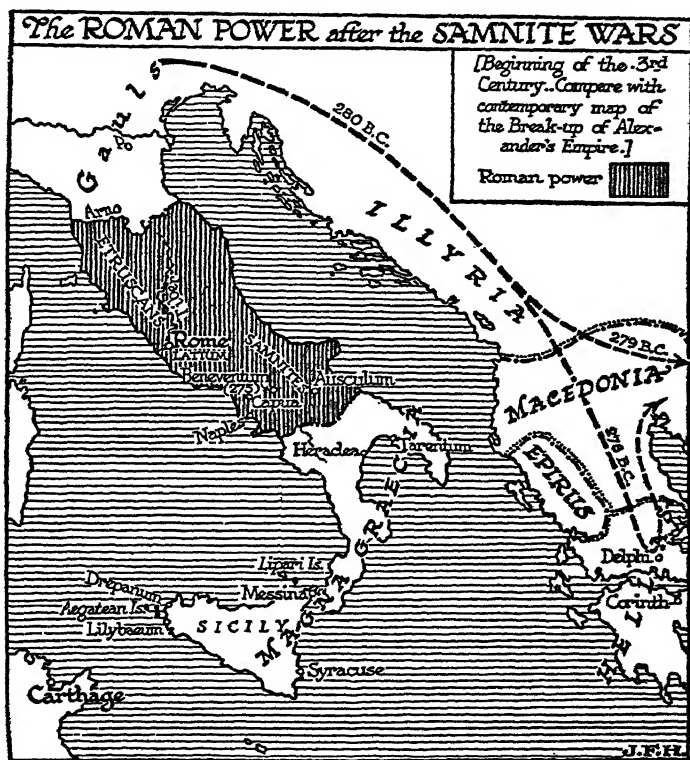 The ROMAN POWER after the SAMNITE WARS
[Beginning of the 3rd
Century..Compare with
contemporary map of
the Break-up of Alex-
ander's Empire.]
Roman power
Gauls
Po
280 B.C.
ILLYRIA
Arno
ETRUSCANS
Rome
LATIUM
SAMNITES
Beneventum
(275)
Capua
Ausculum
Naples
Heraclea
Tarentum
MAGNA GRAECIA
279 B.C.
MACEDONIA
278 B.C.
EPIRUS
Delphi
Corinth
Lipari Is.
Messina
Drepanum
Aegatean Is.
Lilybaeum
SICILY
Syracuse
Carthage
J.F.H.